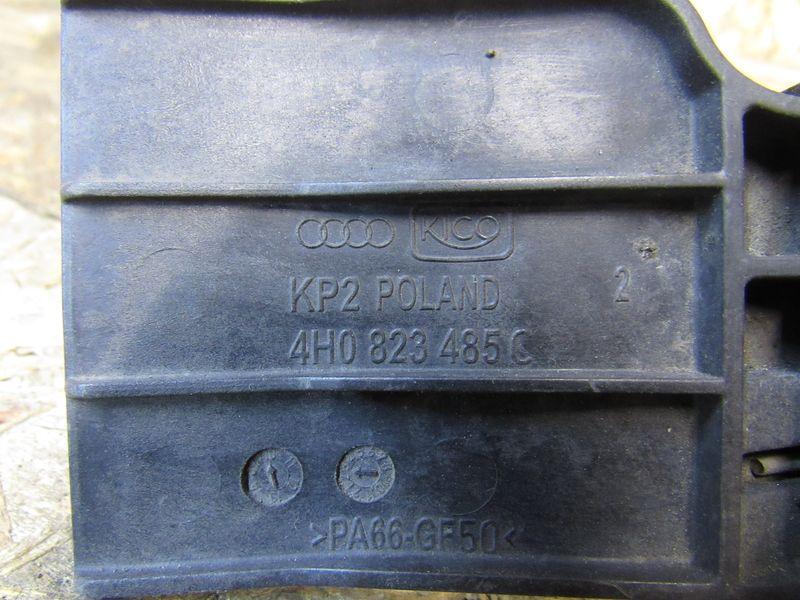 KICO
KP2 POLAND 2
4H0 823 485 C
>PA66-GF50<